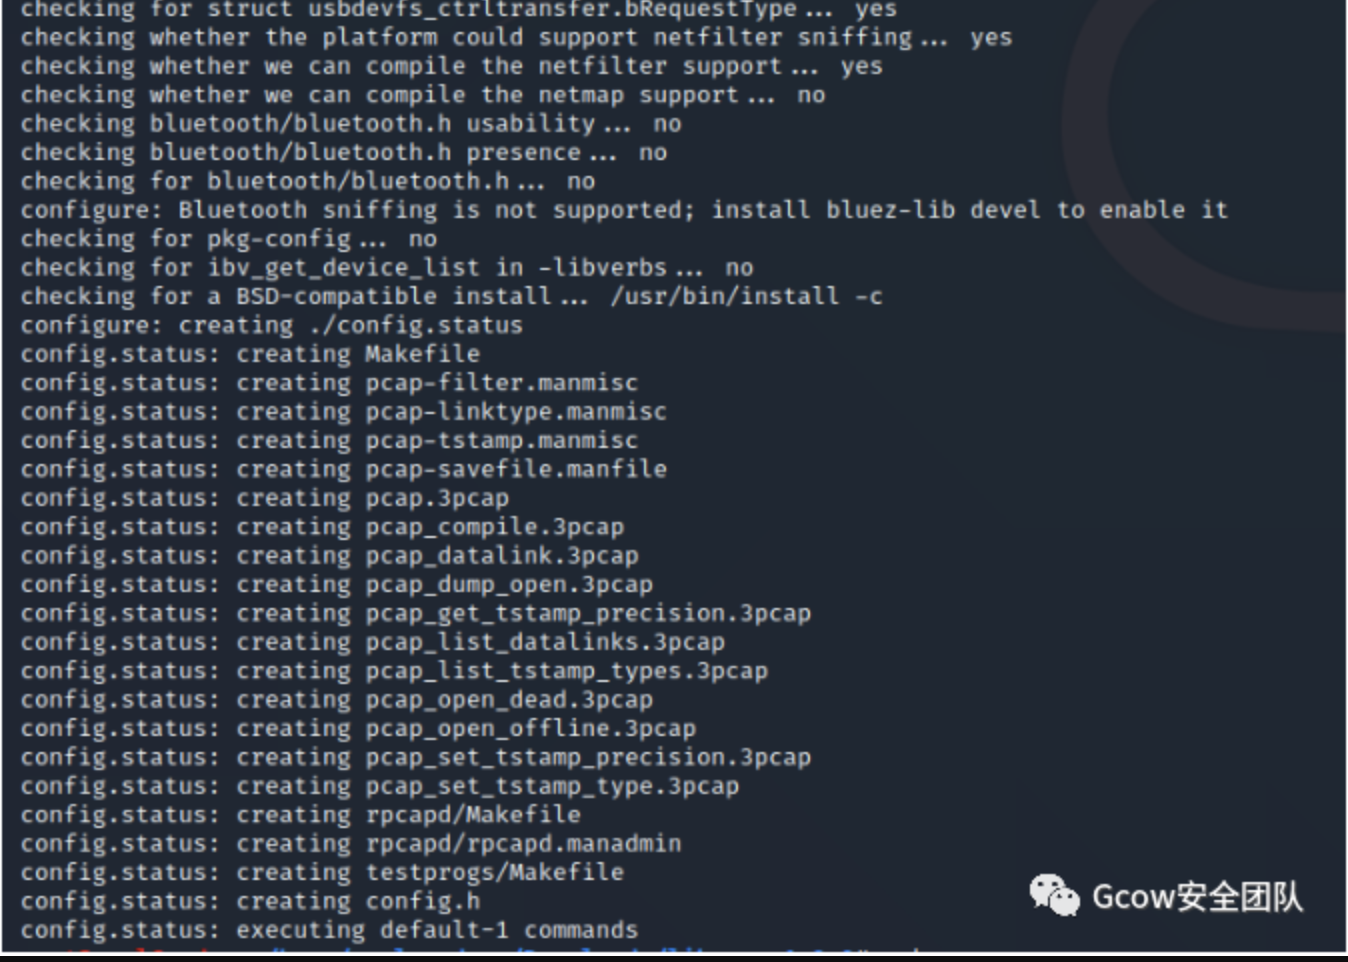 checking for struct usbdevfs_ctrltransfer.bRequestType... yes
checking whether the platform could support netfilter sniffing... yes
checking whether we can compile the netfilter support... yes
checking whether we can compile the netmap support... no
checking bluetooth/bluetooth.h usability... no
checking bluetooth/bluetooth.h presence... no
checking for bluetooth/bluetooth.h... no
configure: Bluetooth sniffing is not supported; install bluez-lib devel to enable it
checking for pkg-config... no
checking for ibv_get_device_list in -libverbs... no
checking for a BSD-compatible install... /usr/bin/install -c
configure: creating ./config.status
config.status: creating Makefile
config.status: creating pcap-filter.manmisc
config.status: creating pcap-linktype.manmisc
config.status: creating pcap-tstamp.manmisc
config.status: creating pcap-savefile.manfile
config.status: creating pcap.3pcap
config.status: creating pcap_compile.3pcap
config.status: creating pcap_datalink.3pcap
config.status: creating pcap_dump_open.3pcap
config.status: creating pcap_get_tstamp_precision.3pcap
config.status: creating pcap_list_datalinks.3pcap
config.status: creating pcap_list_tstamp_types.3pcap
config.status: creating pcap_open_dead.3pcap
config.status: creating pcap_open_offline.3pcap
config.status: creating pcap_set_tstamp_precision.3pcap
config.status: creating pcap_set_tstamp_type.3pcap
config.status: creating rpcapd/Makefile
config.status: creating rpcapd/rpcapd.manadmin
config.status: creating testprogs/Makefile
config.status: creating config.h
config.status: executing default-1 commands
Gcow安全团队